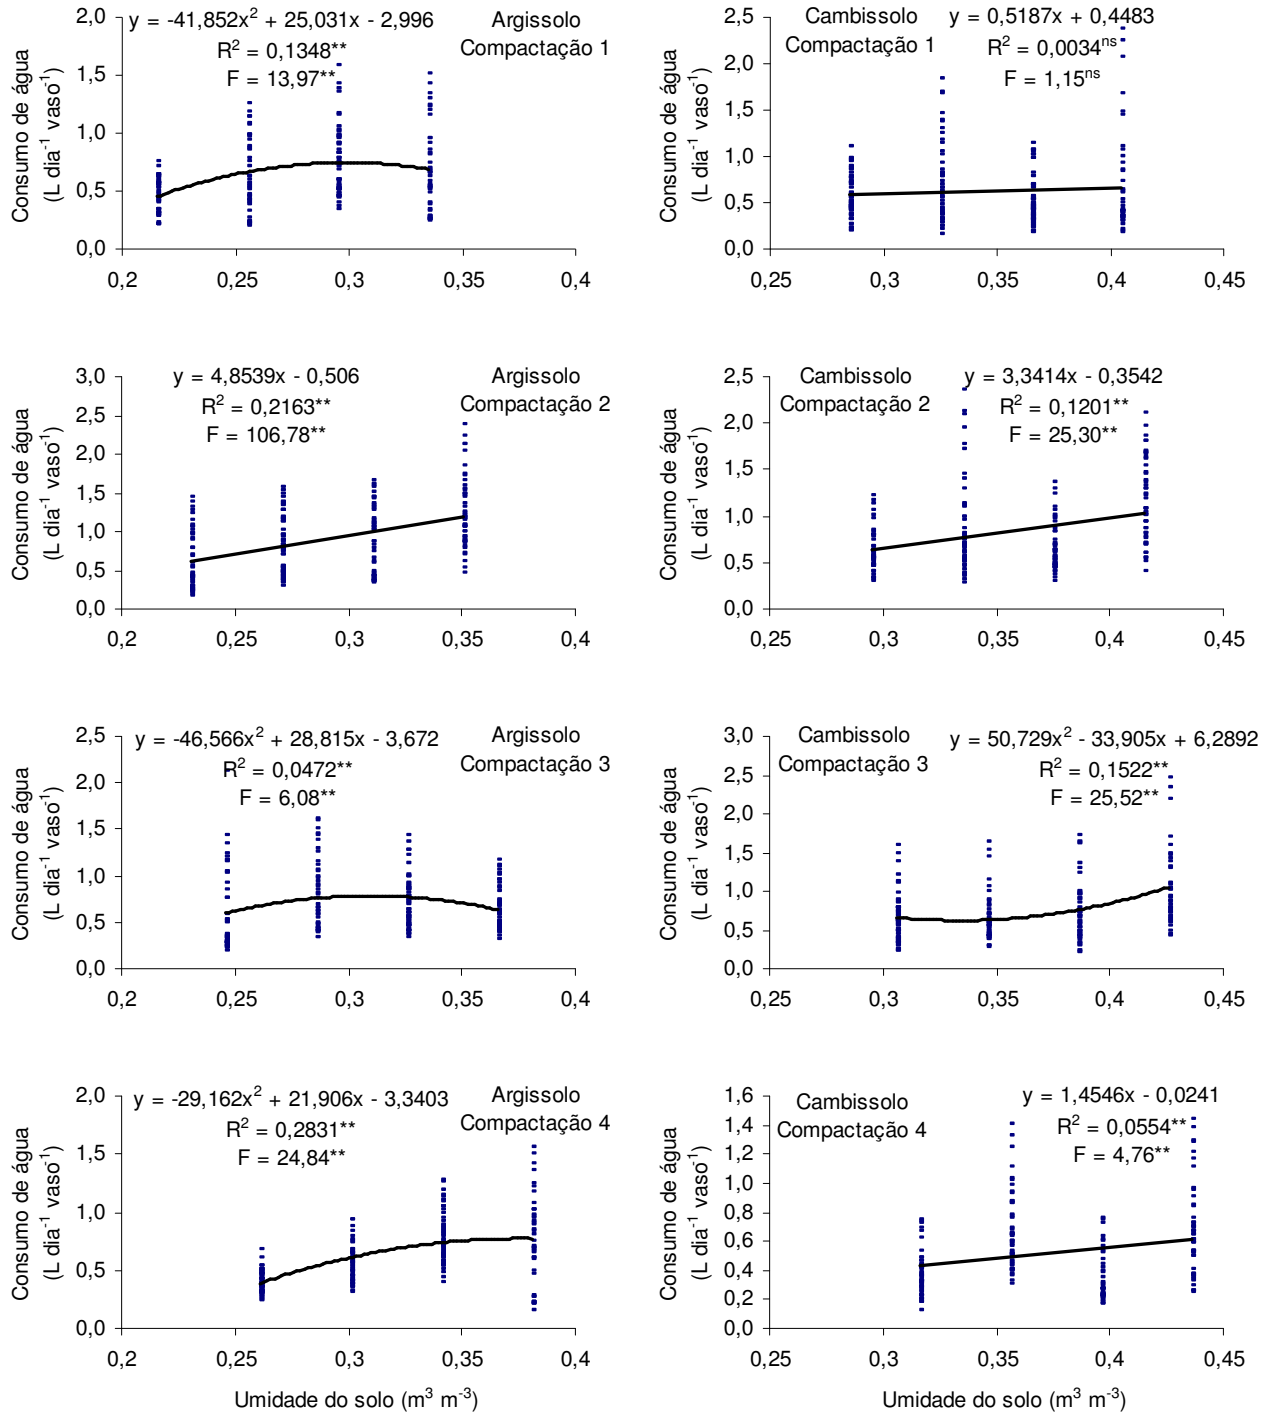 y = -41,852x² + 25,031x - 2,996
R² = 0,1348**
F = 13,97**
Argissolo
Compactação 1
Consumo de água
(L dia⁻¹ vaso⁻¹)
2,0
1,5
1,0
0,5
0,0
0,2
0,25
0,3
0,35
0,4
Cambissolo
Compactação 1
y = 0,5187x + 0,4483
R² = 0,0034ⁿˢ
F = 1,15ⁿˢ
Consumo de água
(L dia⁻¹ vaso⁻¹)
2,5
2,0
1,5
1,0
0,5
0,0
0,25
0,3
0,35
0,4
0,45
y = 4,8539x - 0,506
R² = 0,2163**
F = 106,78**
Argissolo
Compactação 2
Consumo de água
(L dia⁻¹ vaso⁻¹)
3,0
2,5
2,0
1,5
1,0
0,5
0,0
0,2
0,25
0,3
0,35
0,4
Cambissolo
Compactação 2
y = 3,3414x - 0,3542
R² = 0,1201**
F = 25,30**
Consumo de água
(L dia⁻¹ vaso⁻¹)
2,5
2,0
1,5
1,0
0,5
0,0
0,25
0,3
0,35
0,4
0,45
y = -46,566x² + 28,815x - 3,672
R² = 0,0472**
F = 6,08**
Argissolo
Compactação 3
Consumo de água
(L dia⁻¹ vaso⁻¹)
2,5
2,0
1,5
1,0
0,5
0,0
0,2
0,25
0,3
0,35
0,4
Cambissolo
Compactação 3
y = 50,729x² - 33,905x + 6,2892
R² = 0,1522**
F = 25,52**
Consumo de água
(L dia⁻¹ vaso⁻¹)
3,0
2,5
2,0
1,5
1,0
0,5
0,0
0,25
0,3
0,35
0,4
0,45
y = -29,162x² + 21,906x - 3,3403
R² = 0,2831**
F = 24,84**
Argissolo
Compactação 4
Consumo de água
(L dia⁻¹ vaso⁻¹)
2,0
1,5
1,0
0,5
0,0
0,2
0,25
0,3
0,35
0,4
Umidade do solo (m³ m⁻³)
Cambissolo
Compactação 4
y = 1,4546x - 0,0241
R² = 0,0554**
F = 4,76**
Consumo de água
(L dia⁻¹ vaso⁻¹)
1,6
1,4
1,2
1,0
0,8
0,6
0,4
0,2
0,0
0,25
0,3
0,35
0,4
0,45
Umidade do solo (m³ m⁻³)